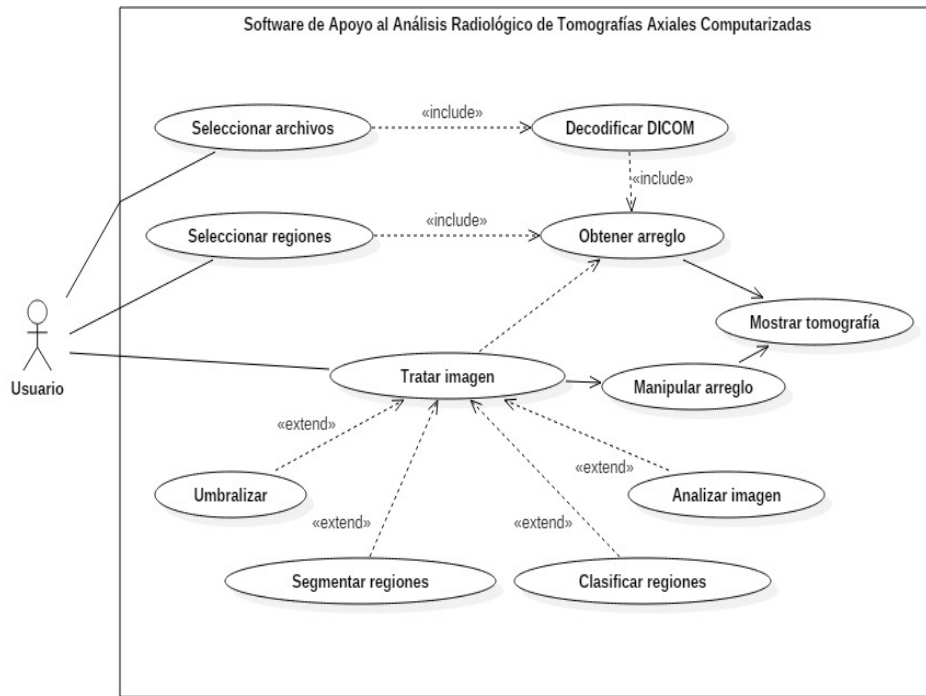 Software de Apoyo al Análisis Radiológico de Tomografías Axiales Computarizadas
Seleccionar archivos
«include»
Decodificar DICOM
«include»
Seleccionar regiones
«include»
Obtener arreglo
Mostrar tomografía
Usuario
Tratar imagen
Manipular arreglo
«extend»
«extend»
Umbralizar
Analizar imagen
«extend»
«extend»
Segmentar regiones
Clasificar regiones